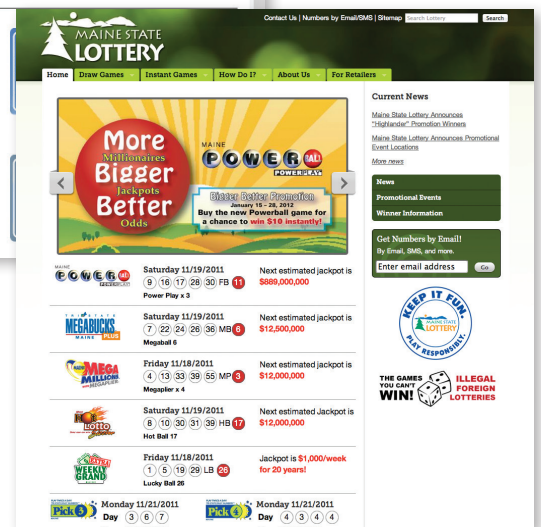 Contact Us | Numbers by Email/SMS | Sitemap Search Lottery Search
MAINE STATE
LOTTERY
Home Draw Games Instant Games How Do I? About Us For Retailers
More
Millionaires
Bigger
Jackpots
Better
Odds
MAINE
POWERBALL
POWERPLAY
Bigger Better Promotion
January 15 - 28, 2012
Buy the new Powerball game for
a chance to win $10 instantly!
Current News
Maine State Lottery Announces
"Highlander" Promotion Winners
Maine State Lottery Announces Promotional
Event Locations
More news
News
Promotional Events
Winner Information
Get Numbers by Email!
By Email, SMS, and more.
Enter email address Go
KEEP IT FUN.
MAINE STATE
LOTTERY
PLAY RESPONSIBLY.
THE GAMES
YOU CAN'T
WIN!
ILLEGAL
FOREIGN
LOTTERIES
MAINE
POWERBALL
POWERPLAY
Saturday 11/19/2011
9 16 17 28 30 FB 11
Power Play x 3
Next estimated jackpot is
$889,000,000
TRI-STATE
MEGABUCKS
MAINE PLUS
Saturday 11/19/2011
7 22 24 26 36 MB 6
Megaball 6
Next estimated jackpot is
$12,500,000
MAINE
MEGA
MILLIONS
WITH MEGAPLIER
Friday 11/18/2011
4 13 33 39 55 MP 3
Megaplier x 4
Next estimated jackpot is
$12,000,000
Hot
Lotto
Saturday 11/19/2011
8 10 30 31 39 HB 17
Hot Ball 17
Next estimated Jackpot is
$12,000,000
EXTRA
WEEKLY
GRAND
Friday 11/18/2011
1 5 19 29 LB 26
Lucky Ball 26
Jackpot is $1,000/week
for 20 years!
Pick 3
Monday 11/21/2011
Day 3 6 7
Pick 4
Monday 11/21/2011
Day 4 3 4 4